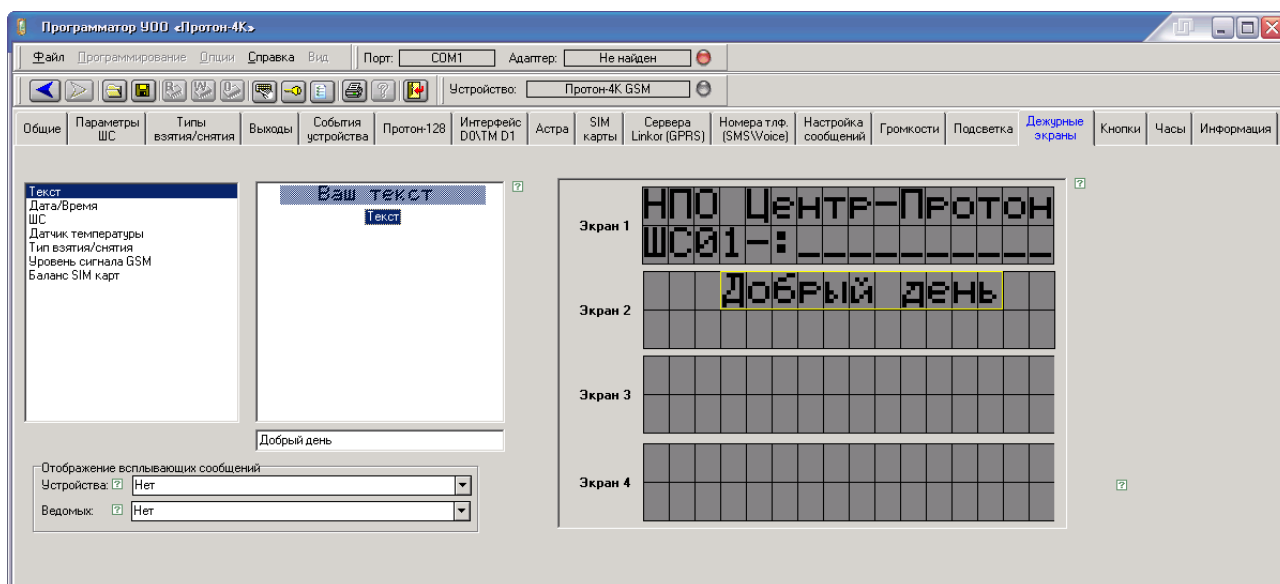 Программатор УОО «Протон-4К»
Файл Программирование Опции Справка Вид Порт: COM1 Адаптер: Не найден
Устройство: Протон-4К GSM
Общие
Параметры ШС
Типы взятия/снятия
Выходы
События устройства
Протон-128
Интерфейс D0\TM D1
Астра
SIM карты
Сервера Linkor (GPRS)
Номера тлф. (SMS\Voice)
Настройка сообщений
Громкости
Подсветка
Дежурные экраны
Кнопки
Часы
Информация
Текст
Дата/Время
ШС
Датчик температуры
Тип взятия/снятия
Уровень сигнала GSM
Баланс SIM карт
Ваш текст
Текст
Добрый день
Отображение всплывающих сообщений
Устройства: Нет
Ведомых: Нет
Экран 1
НПО Центр-Протон
ШС01-:_ _ _ _ _ _ _ _ _ _
Экран 2
Добрый день
Экран 3
Экран 4